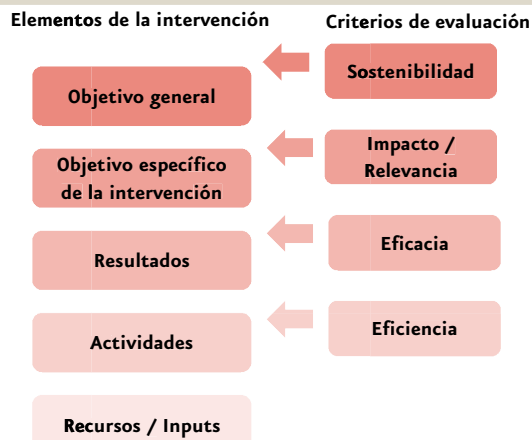 Elementos de la intervención
Criterios de evaluación
Objetivo general
Sostenibilidad
Objetivo específico
de la intervención
Impacto /
Relevancia
Resultados
Eficacia
Actividades
Eficiencia
Recursos / Inputs